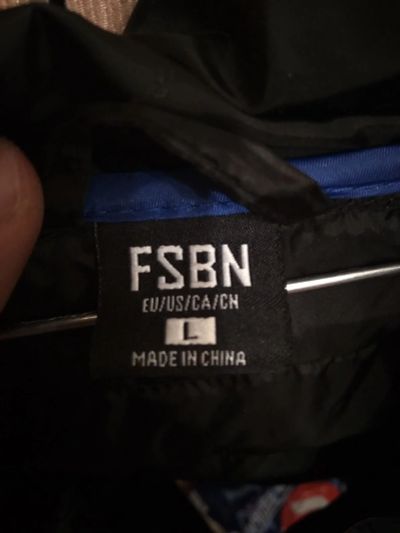 FSBN
EU/US/CA/CH
L
MADE IN CHINA